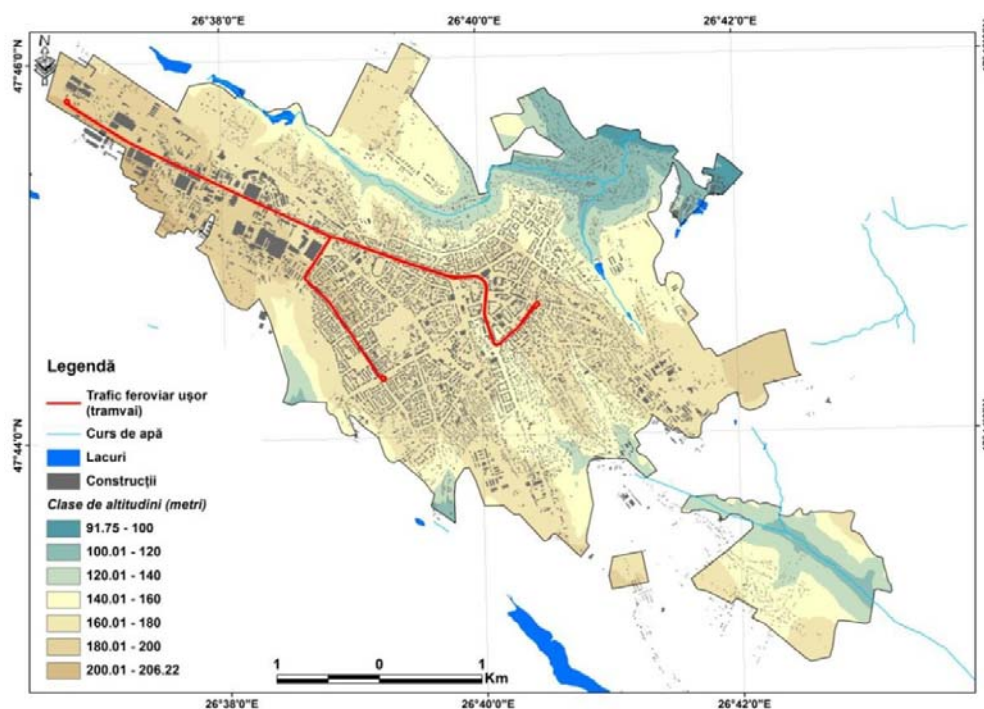 26°38'0"E 26°40'0"E 26°42'0"E
N
47°46'0"N
47°44'0"N
Legendă
Trafic feroviar ușor
(tramvai)
Curs de apă
Lacuri
Construcții
Clase de altitudini (metri)
91.75 - 100
100.01 - 120
120.01 - 140
140.01 - 160
160.01 - 180
180.01 - 200
200.01 - 206.22
1 0 1
Km
26°38'0"E 26°40'0"E 26°42'0"E